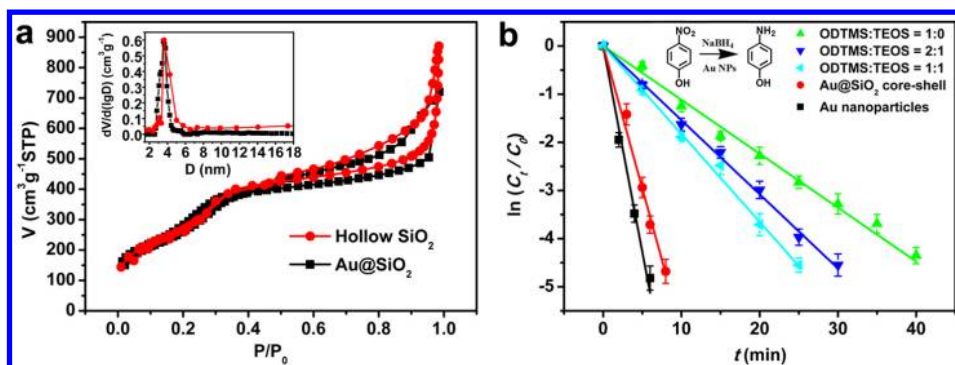 a
dV/d(lgD) (cm³g⁻¹)
0.6
0.5
0.4
0.3
0.2
0.1
0.0
2 4 6 8 10 12 14 16 18
D (nm)
V (cm³g⁻¹STP)
900
800
700
600
500
400
300
200
100
0
Hollow SiO₂
Au@SiO₂
0.0 0.2 0.4 0.6 0.8 1.0
P/P₀
b
NO₂
OH
NaBH₄
Au NPs
NH₂
OH
ODTMS:TEOS = 1:0
ODTMS:TEOS = 2:1
ODTMS:TEOS = 1:1
Au@SiO₂ core-shell
Au nanoparticles
ln (Cₜ / C₀)
0
-1
-2
-3
-4
-5
0 10 20 30 40
t (min)